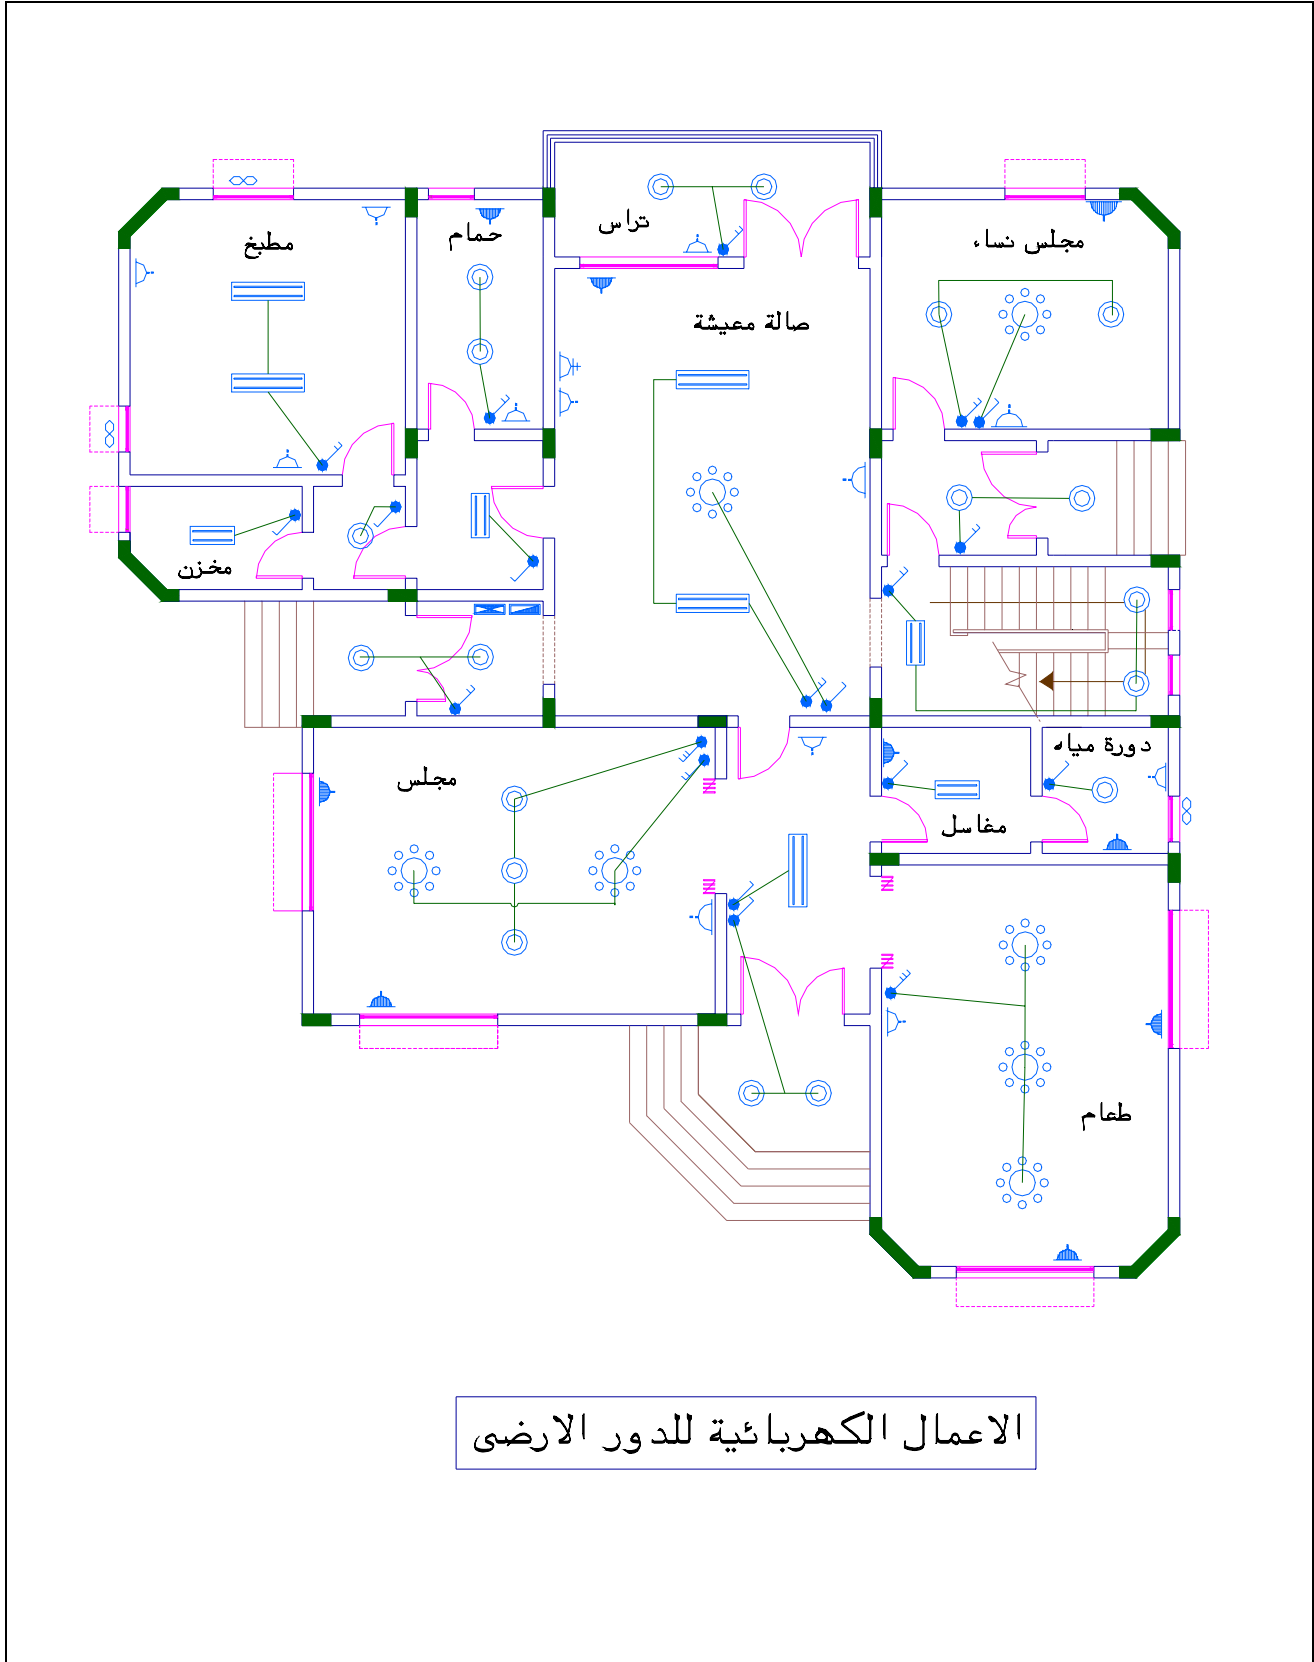 تراس
مجلس نساء
حمام
مطبخ
صالة معيشة
مخزن
دورة مياه
مجلس
مغاسل
طعام
الاعمال الكهربائية للدور الارضى